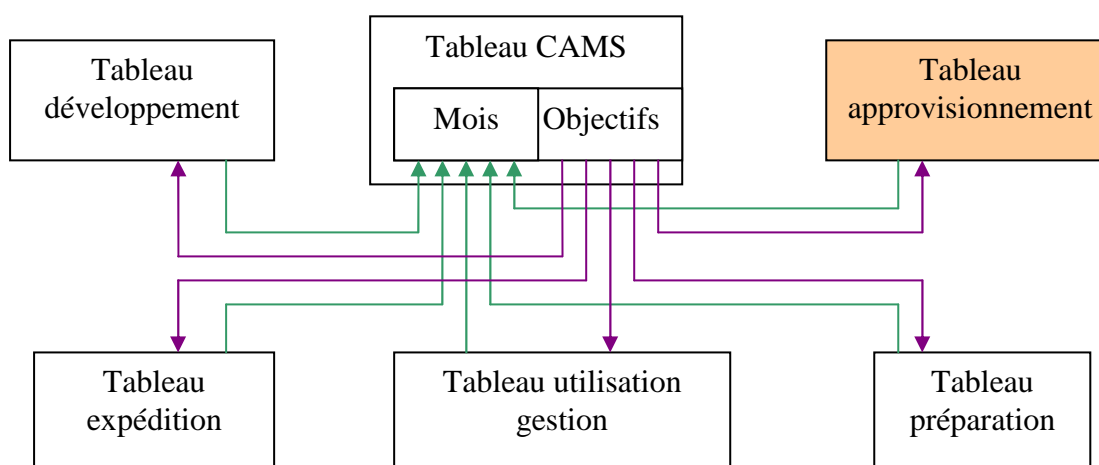 Tableau CAMS
Mois
Objectifs
Tableau
développement
Tableau
approvisionnement
Tableau
expédition
Tableau utilisation
gestion
Tableau
préparation